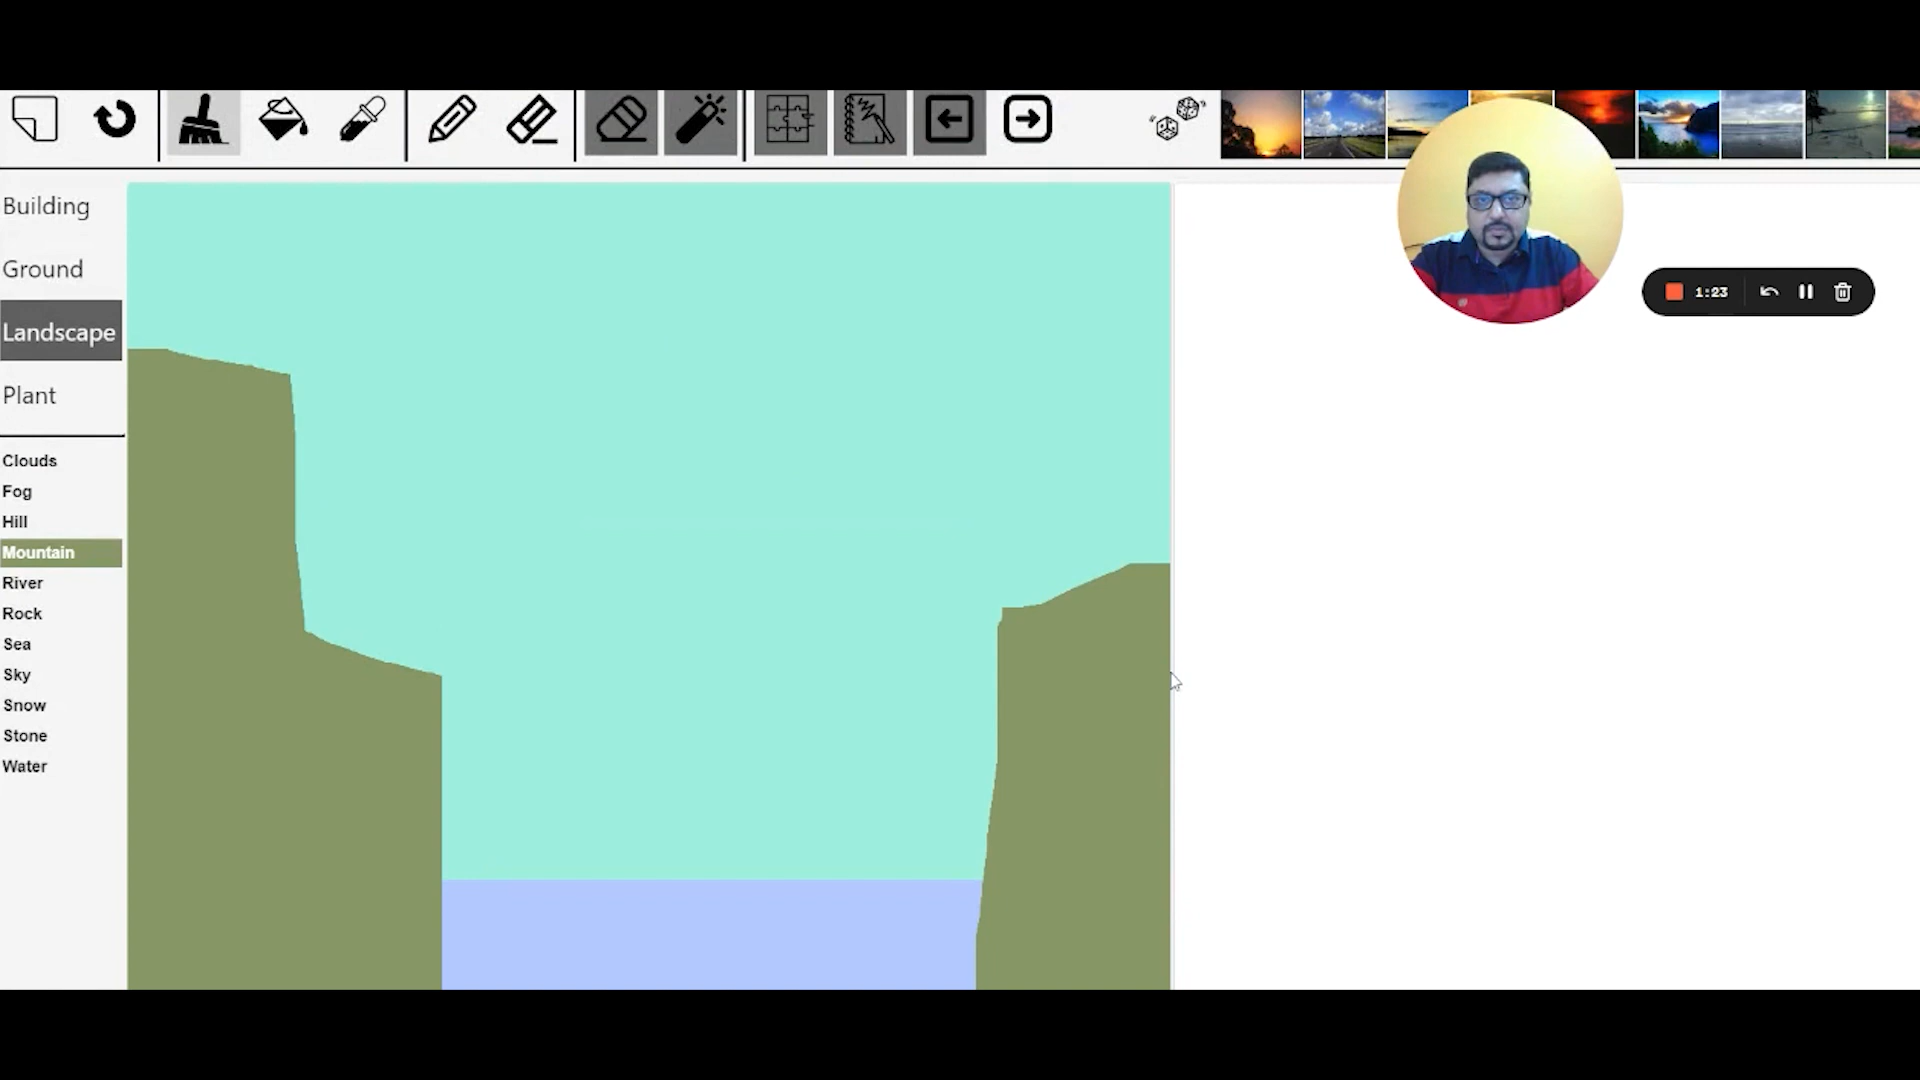 Building
Ground
Landscape
Plant
Clouds
Fog
Hill
Mountain
River
Rock
Sea
Sky
Snow
Stone
Water
1:23